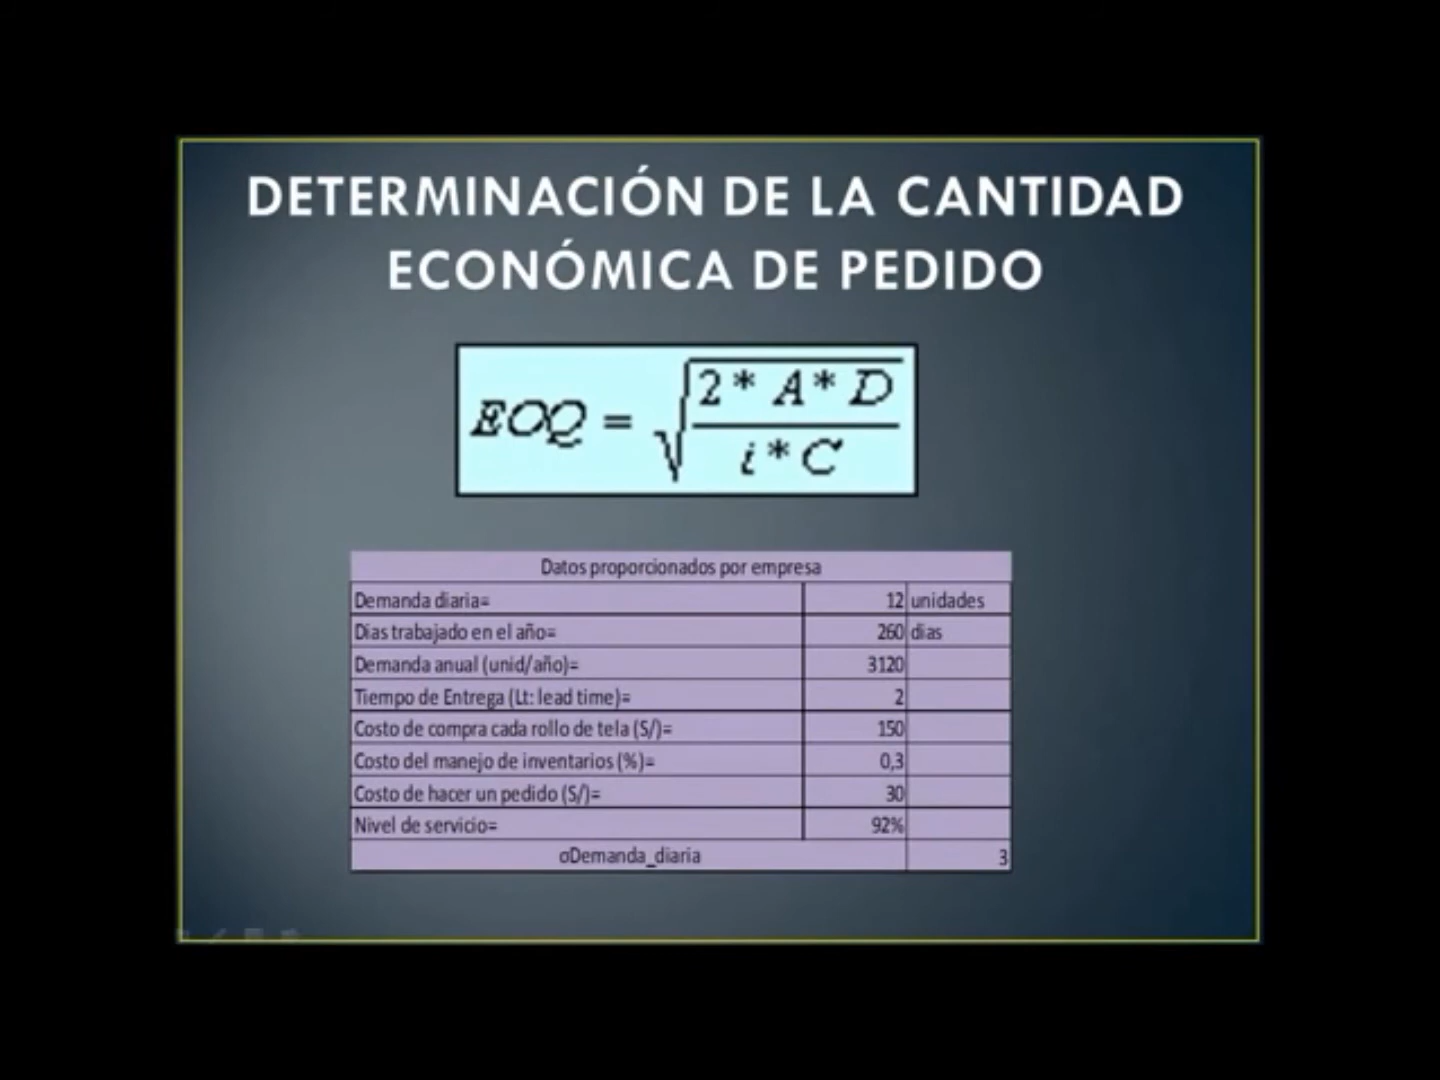 DETERMINACIÓN DE LA CANTIDAD
ECONÓMICA DE PEDIDO
EOQ = √ 2 * A * D / i * C
Datos proporcionados por empresa
Demanda diaria= 12 unidades
Dias trabajado en el año= 260 dias
Demanda anual (unid/año)= 3120
Tiempo de Entrega (Lt: lead time)= 2
Costo de compra cada rollo de tela (S/)= 150
Costo del manejo de inventarios (%)= 0,3
Costo de hacer un pedido (S/)= 30
Nivel de servicio= 92%
σDemanda_diaria 3